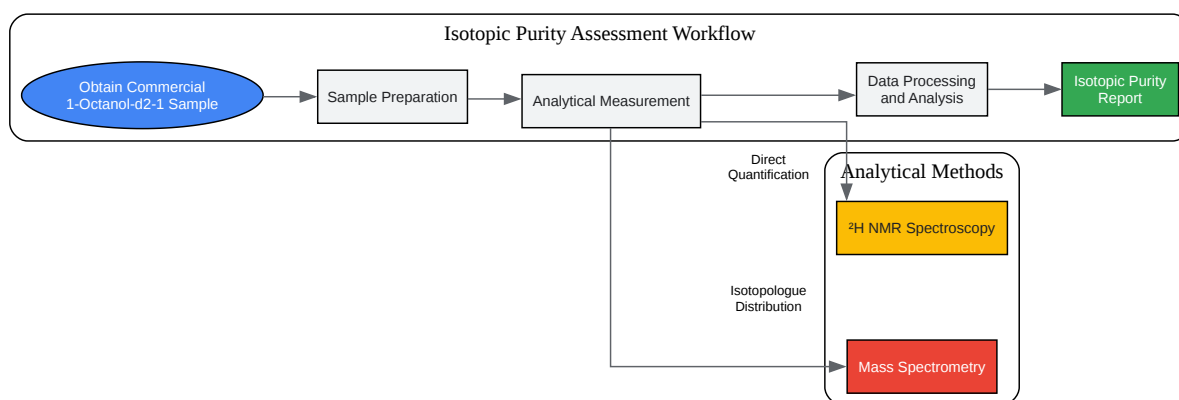 Isotopic Purity Assessment Workflow
Obtain Commercial
1-Octanol-d2-1 Sample
Sample Preparation
Analytical Measurement
Data Processing
and Analysis
Isotopic Purity
Report
Direct
Quantification
Analytical Methods
²H NMR Spectroscopy
Isotopologue
Distribution
Mass Spectrometry